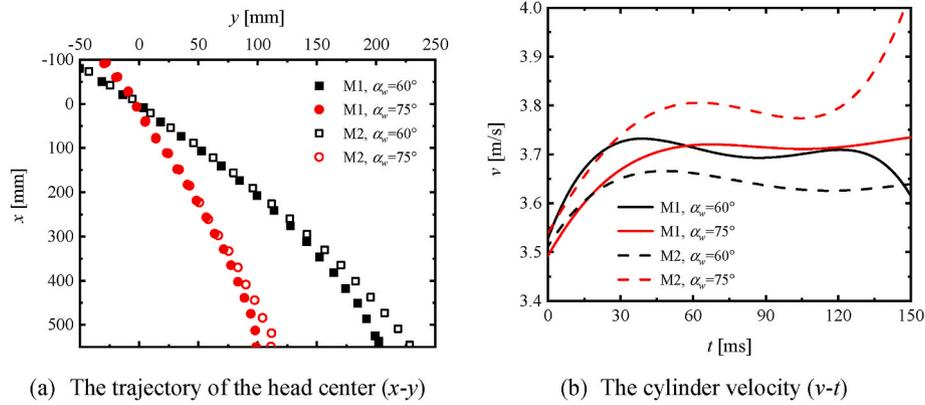 y [mm]
-50 0 50 100 150 200 250
-100
0
100
200
300
400
500
x [mm]
M1, αw=60°
M1, αw=75°
M2, αw=60°
M2, αw=75°
(a) The trajectory of the head center (x-y)
4.0
3.9
3.8
3.7
3.6
3.5
3.4
v [m/s]
M1, αw=60°
M1, αw=75°
M2, αw=60°
M2, αw=75°
0 30 60 90 120 150
t [ms]
(b) The cylinder velocity (v-t)